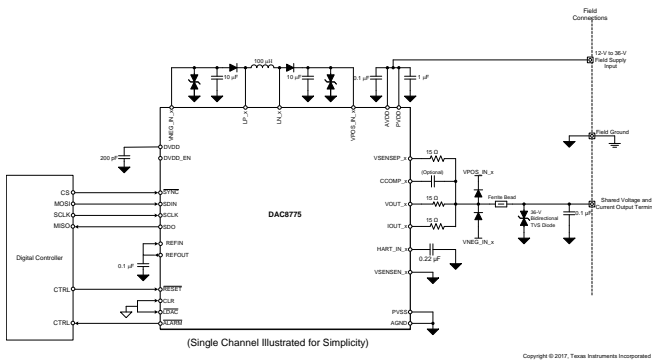 Field
Connections
12-V to 36-V
Field Supply
Input
100 µH
10 µF
10 µF
0.1 µF
1 µF
VNEG_IN_x
LP_x
LN_x
VPOS_IN_x
AVDD
PVDD
DVDD
DVDD_EN
200 pF
Field Ground
VSENSEP_x
15 Ω
CCOMP_x
(Optional)
VPOS_IN_x
CS
MOSI
SCLK
MISO
SYNC
SDIN
SCLK
SDO
DAC8775
VOUT_x
15 Ω
Ferrite Bead
Shared Voltage and
Current Output Termin
IOUT_x
15 Ω
36-V
Bidirectional
TVS Diode
0.1 µF
VNEG_IN_x
Digital Controller
REFIN
REFOUT
0.1 µF
HART_IN_x
0.22 µF
VSENSEN_x
CTRL
RESET
CLR
LDAC
CTRL
ALARM
PVSS
AGND
(Single Channel Illustrated for Simplicity)
Copyright © 2017, Texas Instruments Incorporated